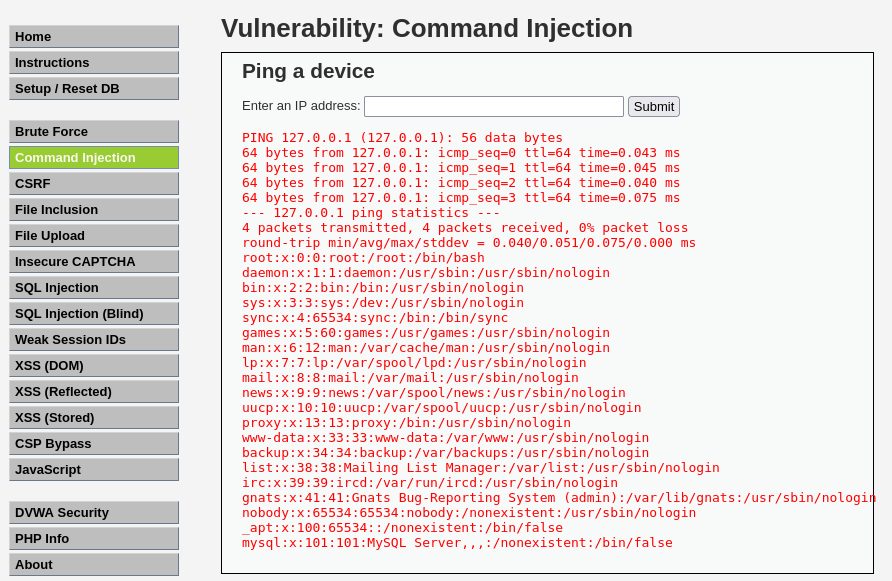 Home
Instructions
Setup / Reset DB
Brute Force
Command Injection
CSRF
File Inclusion
File Upload
Insecure CAPTCHA
SQL Injection
SQL Injection (Blind)
Weak Session IDs
XSS (DOM)
XSS (Reflected)
XSS (Stored)
CSP Bypass
JavaScript
DVWA Security
PHP Info
About
Vulnerability: Command Injection
Ping a device
Enter an IP address: Submit
PING 127.0.0.1 (127.0.0.1): 56 data bytes
64 bytes from 127.0.0.1: icmp_seq=0 ttl=64 time=0.043 ms
64 bytes from 127.0.0.1: icmp_seq=1 ttl=64 time=0.045 ms
64 bytes from 127.0.0.1: icmp_seq=2 ttl=64 time=0.040 ms
64 bytes from 127.0.0.1: icmp_seq=3 ttl=64 time=0.075 ms
--- 127.0.0.1 ping statistics ---
4 packets transmitted, 4 packets received, 0% packet loss
round-trip min/avg/max/stddev = 0.040/0.051/0.075/0.000 ms
root:x:0:0:root:/root:/bin/bash
daemon:x:1:1:daemon:/usr/sbin:/usr/sbin/nologin
bin:x:2:2:bin:/bin:/usr/sbin/nologin
sys:x:3:3:sys:/dev:/usr/sbin/nologin
sync:x:4:65534:sync:/bin:/bin/sync
games:x:5:60:games:/usr/games:/usr/sbin/nologin
man:x:6:12:man:/var/cache/man:/usr/sbin/nologin
lp:x:7:7:lp:/var/spool/lpd:/usr/sbin/nologin
mail:x:8:8:mail:/var/mail:/usr/sbin/nologin
news:x:9:9:news:/var/spool/news:/usr/sbin/nologin
uucp:x:10:10:uucp:/var/spool/uucp:/usr/sbin/nologin
proxy:x:13:13:proxy:/bin:/usr/sbin/nologin
www-data:x:33:33:www-data:/var/www:/usr/sbin/nologin
backup:x:34:34:backup:/var/backups:/usr/sbin/nologin
list:x:38:38:Mailing List Manager:/var/list:/usr/sbin/nologin
irc:x:39:39:ircd:/var/run/ircd:/usr/sbin/nologin
gnats:x:41:41:Gnats Bug-Reporting System (admin):/var/lib/gnats:/usr/sbin/nologin
nobody:x:65534:65534:nobody:/nonexistent:/usr/sbin/nologin
_apt:x:100:65534::/nonexistent:/bin/false
mysql:x:101:101:MySQL Server,,,:/nonexistent:/bin/false